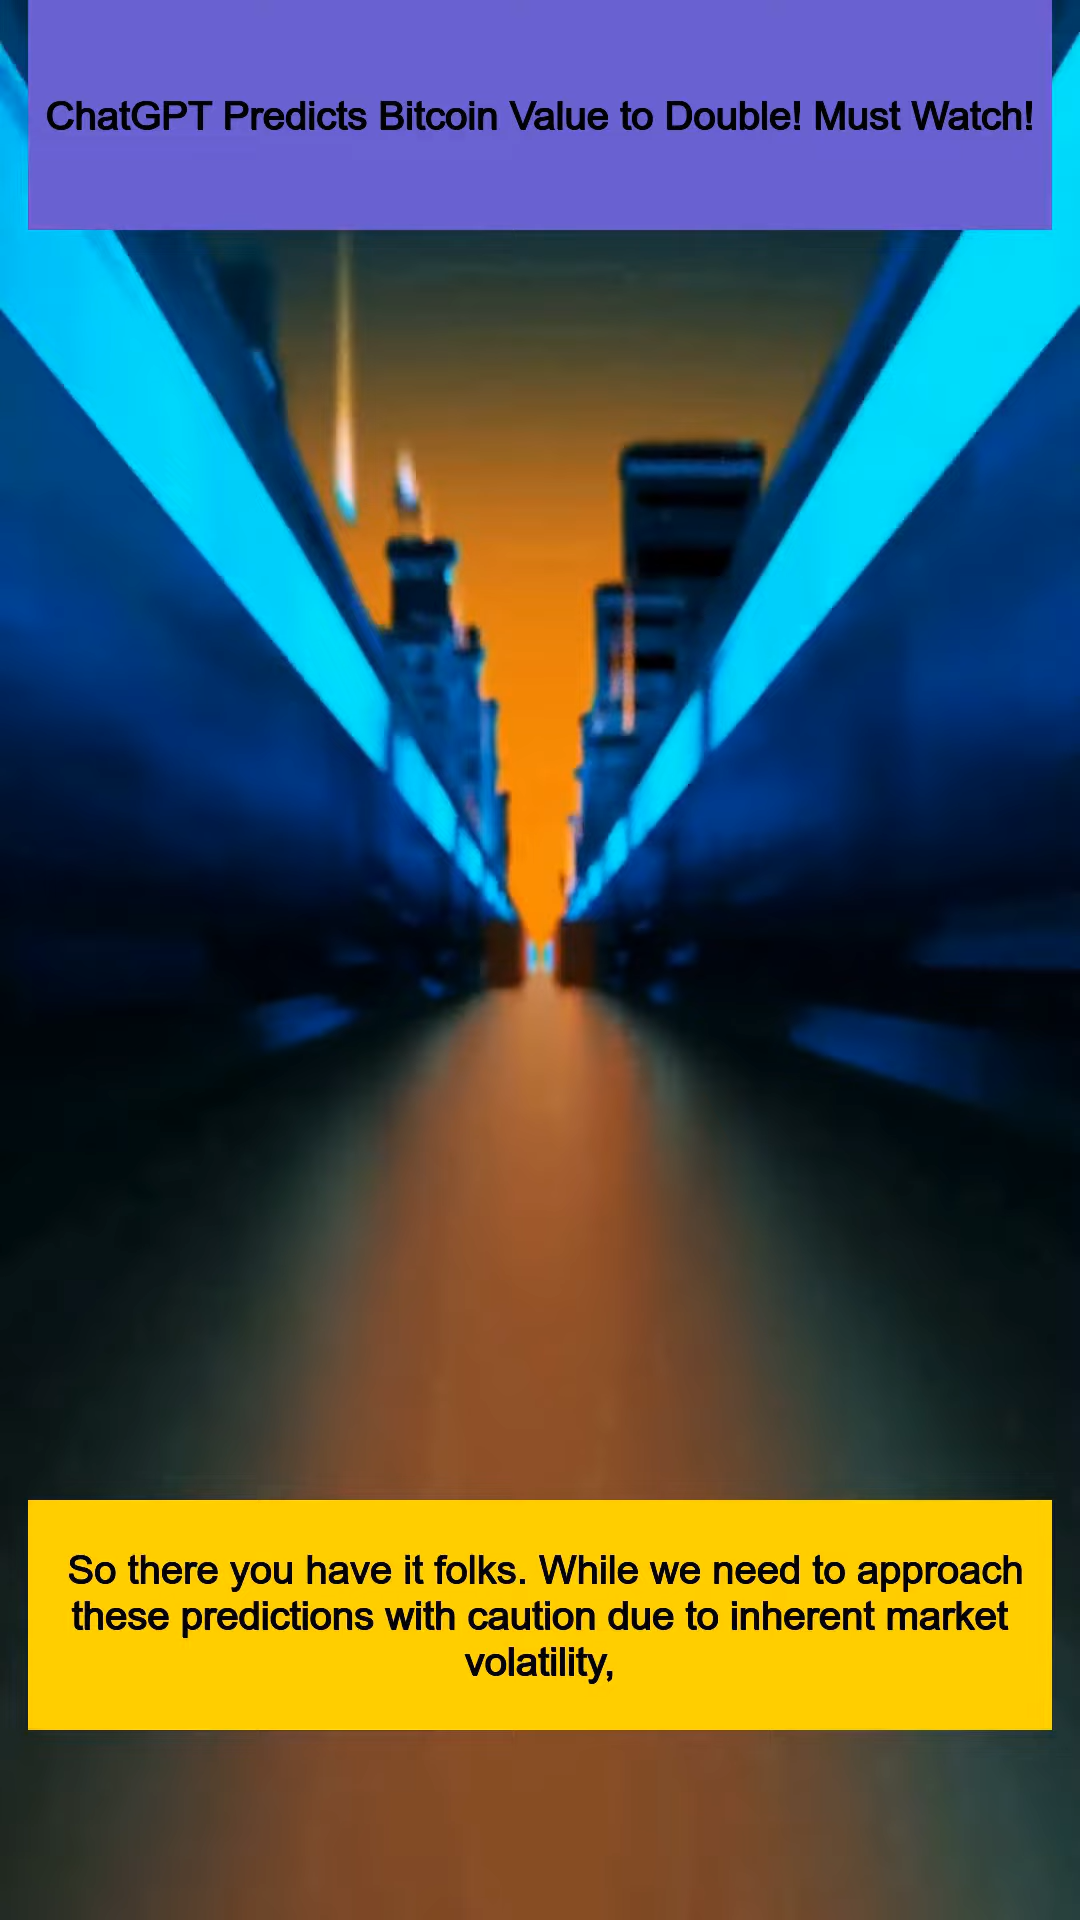 ChatGPT Predicts Bitcoin Value to Double! Must Watch!
So there you have it folks. While we need to approach
these predictions with caution due to inherent market
volatility,